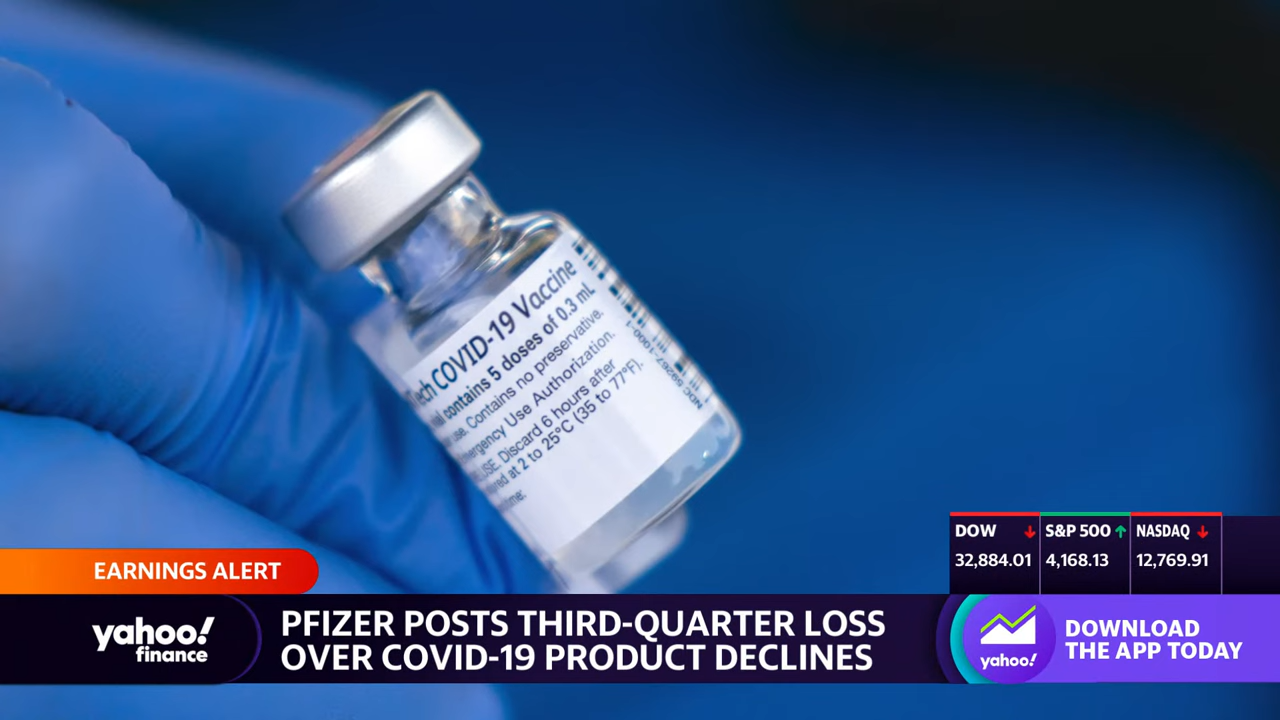 COVID-19 Vaccine
contains 5 doses of 0.3 mL
use. Contains no preservative.
Use Authorization.
Discard 6 hours after
at 2 to 25°C (35 to 77°F).
DOW
32,884.01
S&P 500
4,168.13
NASDAQ
12,769.91
EARNINGS ALERT
yahoo!
finance
PFIZER POSTS THIRD-QUARTER LOSS
OVER COVID-19 PRODUCT DECLINES
yahoo!
DOWNLOAD
THE APP TODAY